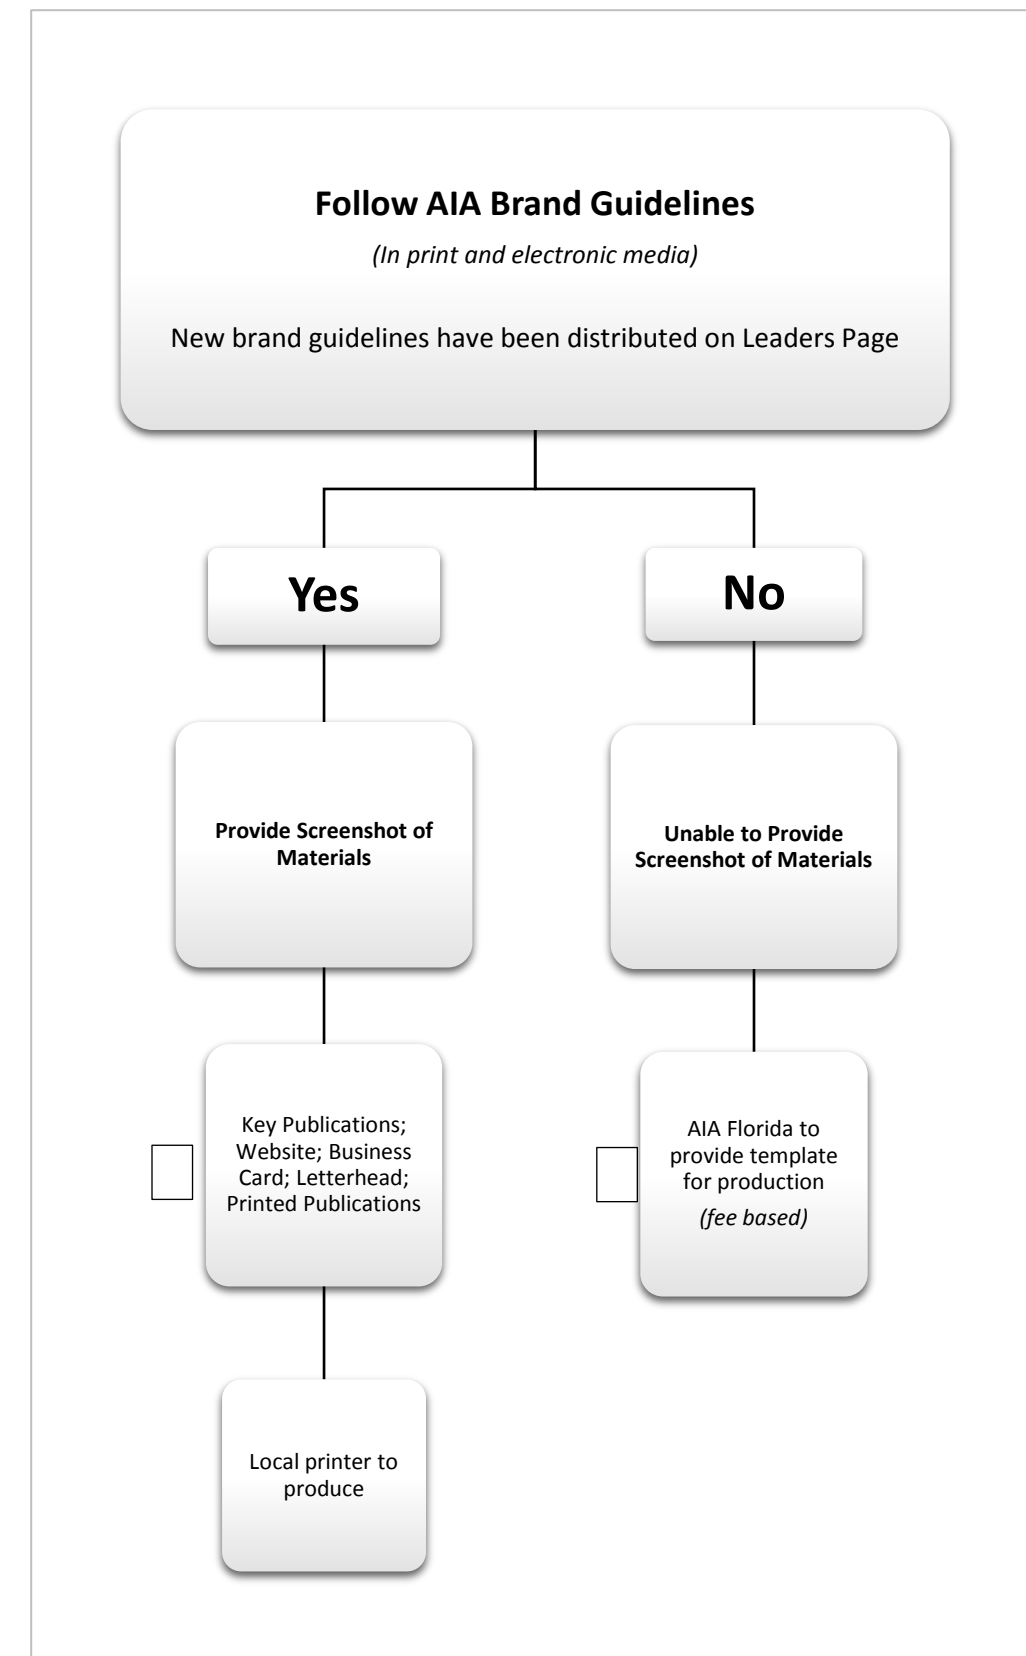 Follow AIA Brand Guidelines
(In print and electronic media)
New brand guidelines have been distributed on Leaders Page
Yes
No
Provide Screenshot of
Materials
Unable to Provide
Screenshot of Materials
Key Publications;
Website; Business
Card; Letterhead;
Printed Publications
AIA Florida to
provide template
for production
(fee based)
Local printer to
produce